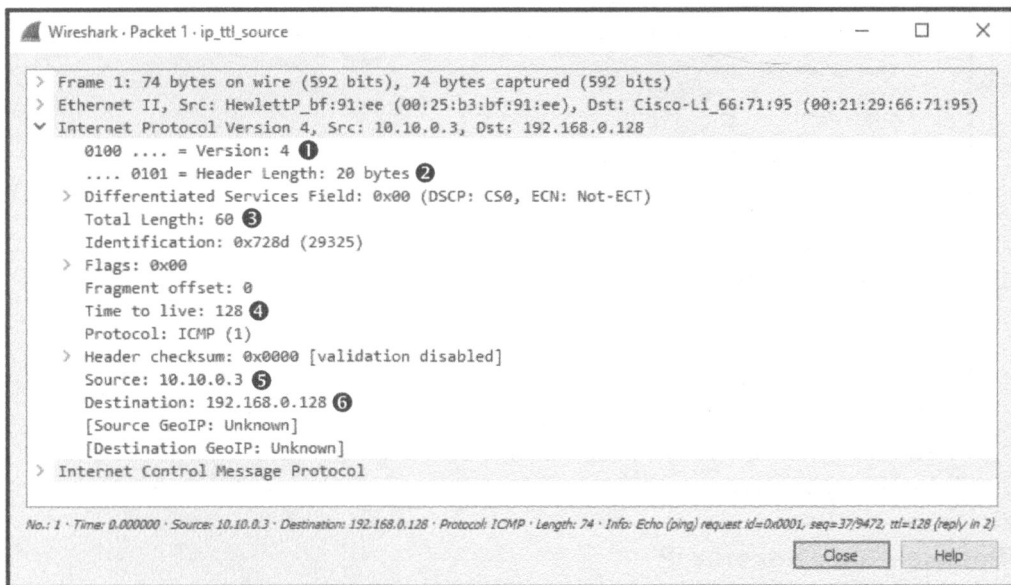 Wireshark · Packet 1 · ip_ttl_source
> Frame 1: 74 bytes on wire (592 bits), 74 bytes captured (592 bits)
> Ethernet II, Src: HewlettP_bf:91:ee (00:25:b3:bf:91:ee), Dst: Cisco-Li_66:71:95 (00:21:29:66:71:95)
Internet Protocol Version 4, Src: 10.10.0.3, Dst: 192.168.0.128
0100 .... = Version: 4 ❶
.... 0101 = Header Length: 20 bytes ❷
> Differentiated Services Field: 0x00 (DSCP: CS0, ECN: Not-ECT)
Total Length: 60 ❸
Identification: 0x728d (29325)
> Flags: 0x00
Fragment offset: 0
Time to live: 128 ❹
Protocol: ICMP (1)
> Header checksum: 0x0000 [validation disabled]
Source: 10.10.0.3 ❺
Destination: 192.168.0.128 ❻
[Source GeoIP: Unknown]
[Destination GeoIP: Unknown]
> Internet Control Message Protocol
No.: 1 · Time: 0.000000 · Source: 10.10.0.3 · Destination: 192.168.0.128 · Protocol: ICMP · Length: 74 · Info: Echo (ping) request id=0x0001, seq=37/9472, ttl=128 (reply in 2)
Close Help